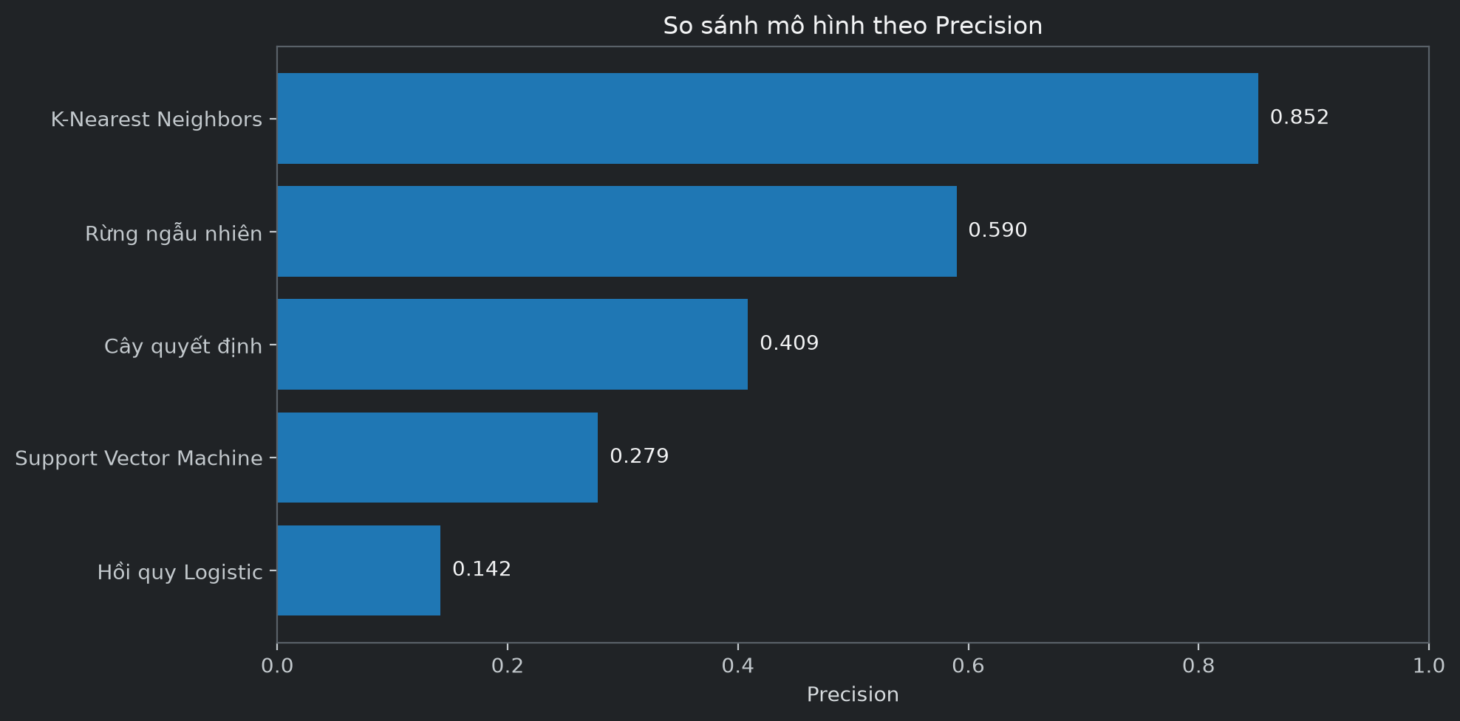 So sánh mô hình theo Precision
K-Nearest Neighbors
0.852
Rừng ngẫu nhiên
0.590
Cây quyết định
0.409
Support Vector Machine
0.279
Hồi quy Logistic
0.142
0.0 0.2 0.4 0.6 0.8 1.0
Precision